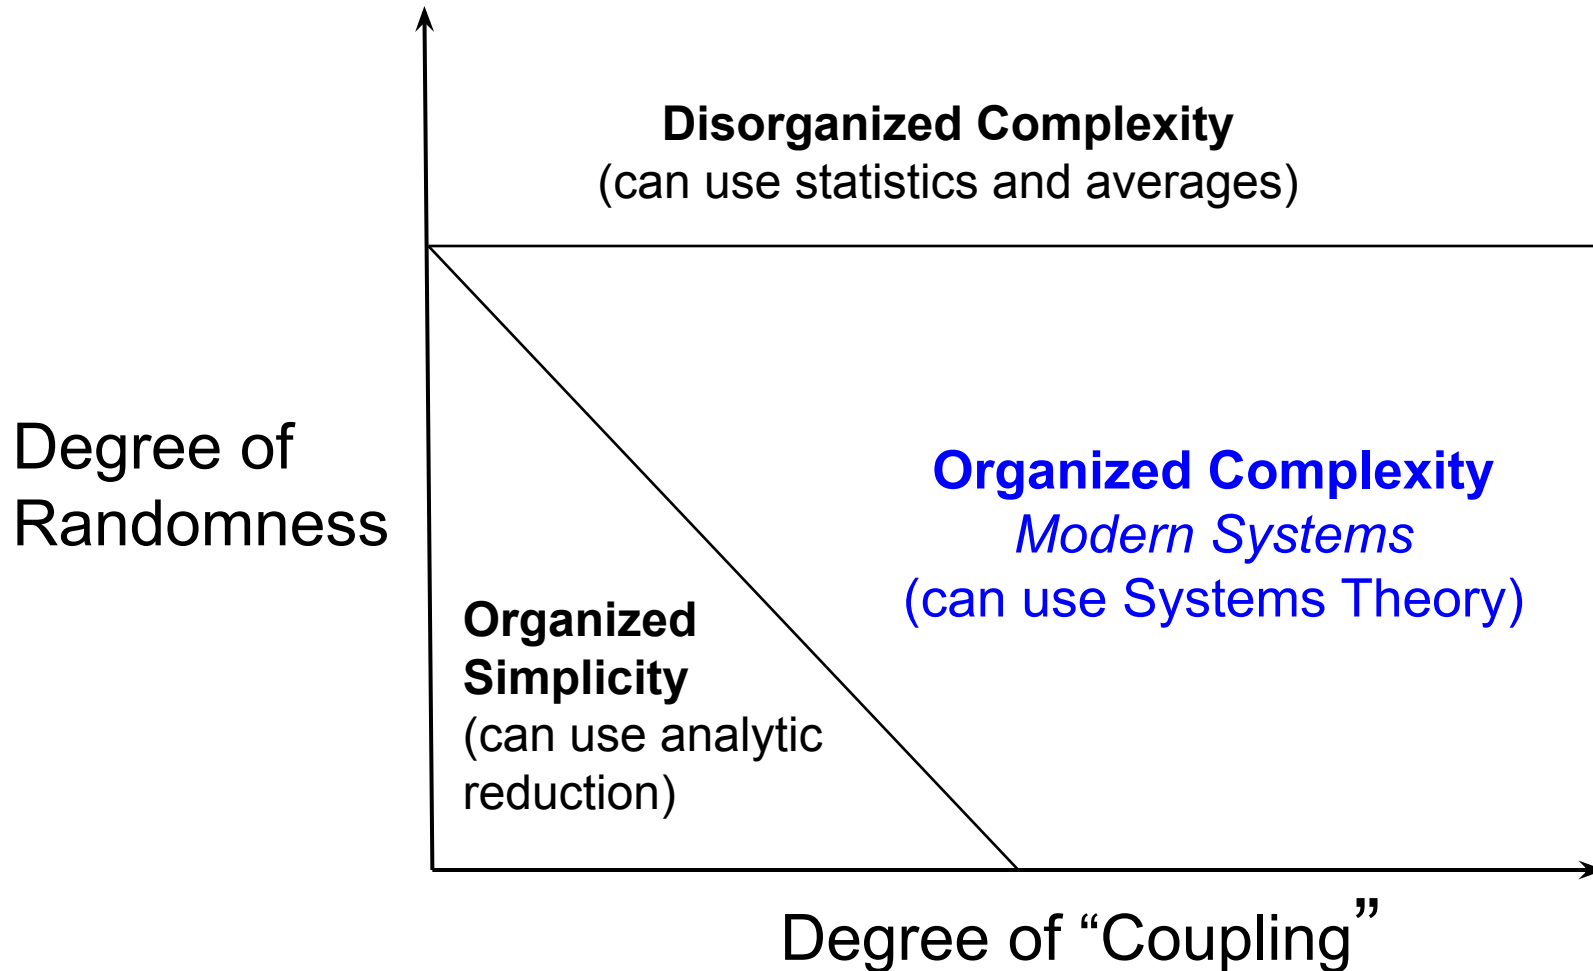 Disorganized Complexity
(can use statistics and averages)
Degree of
Randomness
Organized Complexity
Modern Systems
(can use Systems Theory)
Organized
Simplicity
(can use analytic
reduction)
Degree of “Coupling”